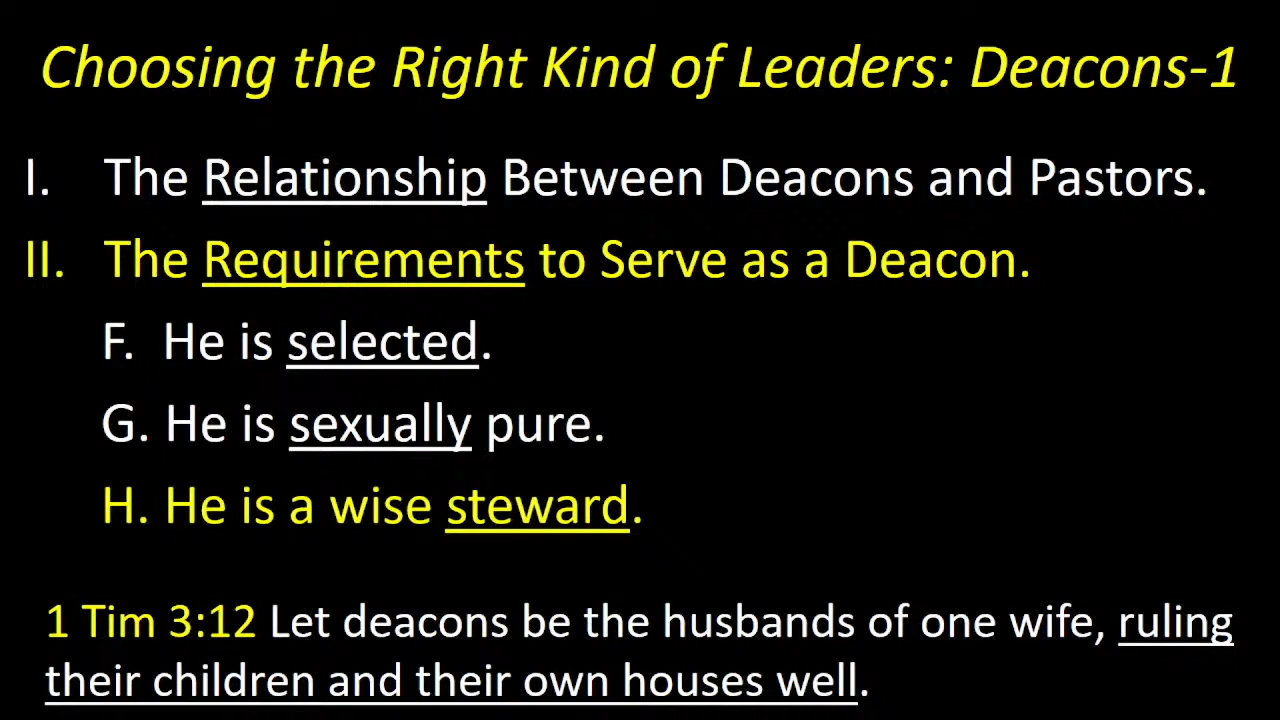 Choosing the Right Kind of Leaders: Deacons-1
I. The Relationship Between Deacons and Pastors.
II. The Requirements to Serve as a Deacon.
F. He is selected.
G. He is sexually pure.
H. He is a wise steward.
1 Tim 3:12 Let deacons be the husbands of one wife, ruling
their children and their own houses well.